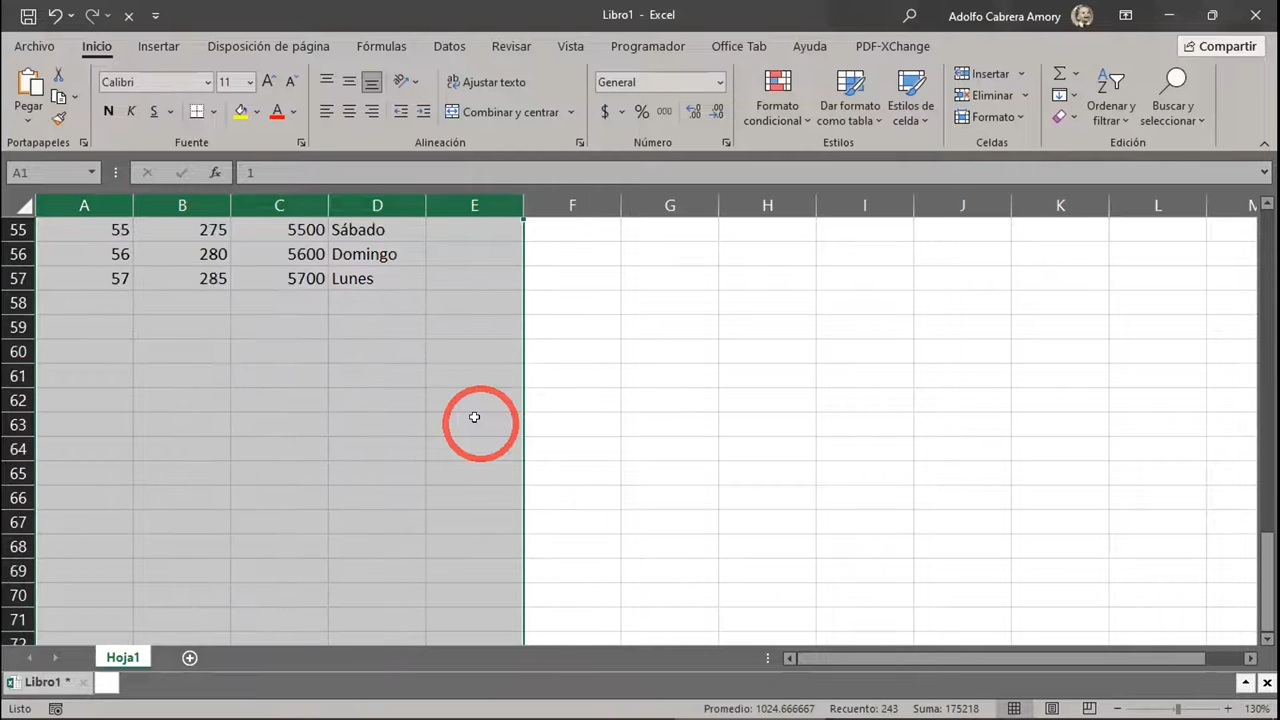 Libro1 - Excel
Adolfo Cabrera Amory
Archivo Inicio Insertar Disposición de página Fórmulas Datos Revisar Vista Programador Office Tab Ayuda PDF-XChange Compartir
Pegar
Calibri 11
N K S
Ajustar texto
Combinar y centrar
General
$ % 000
Formato condicional
Dar formato como tabla
Estilos de celda
Insertar
Eliminar
Formato
Ordenar y filtrar
Buscar y seleccionar
Portapapeles Fuente Alineación Número Estilos Celdas Edición
A1 fx 1
A B C D E F G H I J K L M
55 55 275 5500 Sábado
56 56 280 5600 Domingo
57 57 285 5700 Lunes
58
59
60
61
62
63
64
65
66
67
68
69
70
71
72
Hoja1
Libro1 *
Listo Promedio: 1024.666667 Recuento: 243 Suma: 175218 130%